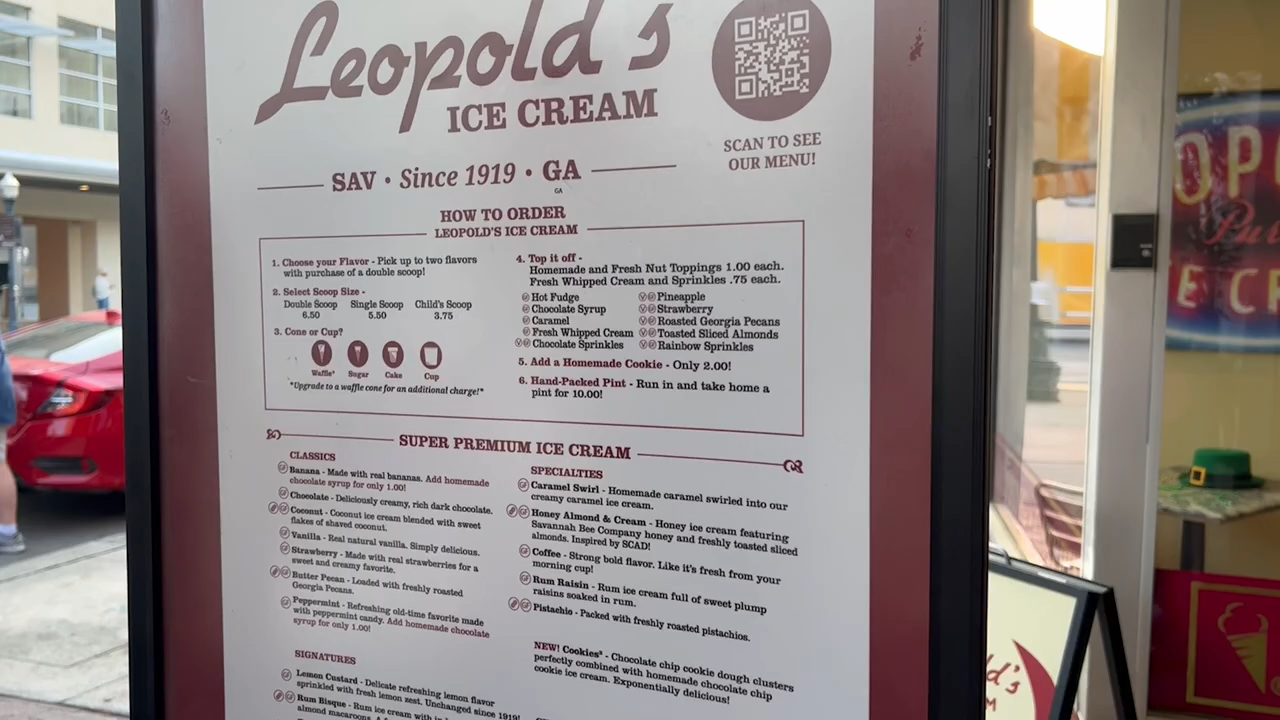 Leopold's
ICE CREAM
SCAN TO SEE
OUR MENU!
SAV • Since 1919 • GA
GA
HOW TO ORDER
LEOPOLD'S ICE CREAM
1. Choose your Flavor - Pick up to two flavors
with purchase of a double scoop!
2. Select Scoop Size -
Double Scoop Single Scoop Child's Scoop
6.50 5.50 3.75
3. Cone or Cup?
Waffle* Sugar Cake Cup
*Upgrade to a waffle cone for an additional charge!*
4. Top it off -
Homemade and Fresh Nut Toppings 1.00 each.
Fresh Whipped Cream and Sprinkles .75 each.
Hot Fudge
Chocolate Syrup
Caramel
Fresh Whipped Cream
Chocolate Sprinkles
Pineapple
Strawberry
Roasted Georgia Pecans
Toasted Sliced Almonds
Rainbow Sprinkles
5. Add a Homemade Cookie - Only 2.00!
6. Hand-Packed Pint - Run in and take home a
pint for 10.00!
SUPER PREMIUM ICE CREAM
CLASSICS
Banana - Made with real bananas. Add homemade
chocolate syrup for only 1.00!
Chocolate - Deliciously creamy, rich dark chocolate.
Coconut - Coconut ice cream blended with sweet
flakes of shaved coconut.
Vanilla - Real natural vanilla. Simply delicious.
Strawberry - Made with real strawberries for a
sweet and creamy favorite.
Butter Pecan - Loaded with freshly roasted
Georgia Pecans.
Peppermint - Refreshing old-time favorite made
with peppermint candy. Add homemade chocolate
syrup for only 1.00!
SIGNATURES
Lemon Custard - Delicate refreshing lemon flavor
sprinkled with fresh lemon zest. Unchanged since 1919!
Rum Bisque - Rum ice cream with
almond macaroons.
SPECIALTIES
Caramel Swirl - Homemade caramel swirled into our
creamy caramel ice cream.
Honey Almond & Cream - Honey ice cream featuring
Savannah Bee Company honey and freshly toasted sliced
almonds. Inspired by SCAD!
Coffee - Strong bold flavor. Like it's fresh from your
morning cup!
Rum Raisin - Rum ice cream full of sweet plump
raisins soaked in rum.
Pistachio - Packed with freshly roasted pistachios.
NEW! Cookies² - Chocolate chip cookie dough clusters
perfectly combined with homemade chocolate chip
cookie ice cream. Exponentially delicious!
OPO
Pur
E CR
ld's
M